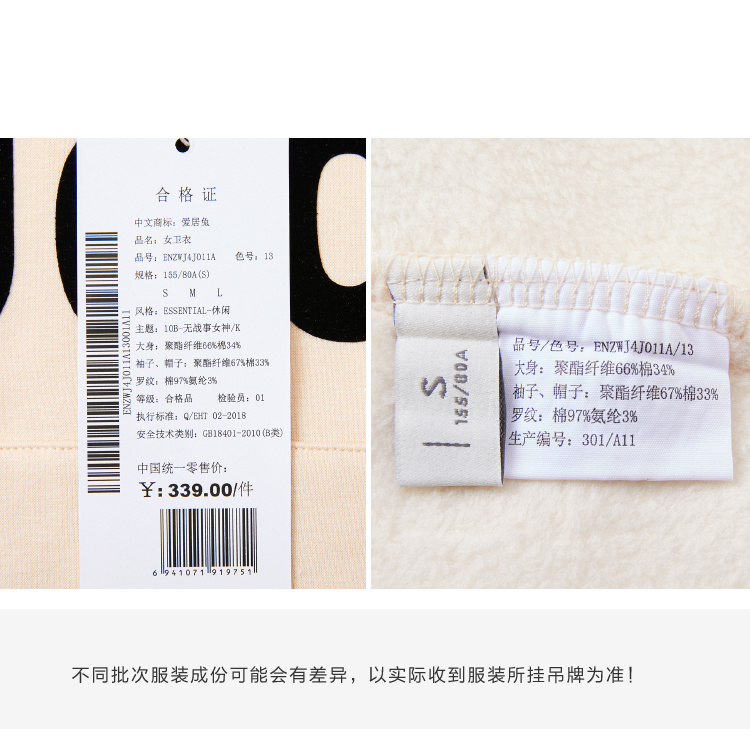 合格证
中文商标：爱居兔
品名：女卫衣
品号：ENZWJ4J011A 色号：13
规格：155/80A(S)
S M L
风格：ESSENTIAL-休闲
主题：10B-无战事女神/K
大身：聚酯纤维66%棉34%
袖子、帽子：聚酯纤维67%棉33%
罗纹：棉97%氨纶3%
等级：合格品 检验员：01
执行标准：Q/EHT 02-2018
安全技术类别：GB18401-2010(B类)
中国统一零售价：
￥：339.00/件
6 941071 919751
ENZWJ4J011A13001A11
S
155/80A
品号/色号：ENZWJ4J011A/13
大身：聚酯纤维66%棉34%
袖子、帽子：聚酯纤维67%棉33%
罗纹：棉97%氨纶3%
生产编号：301/A11
不同批次服装成份可能会有差异，以实际收到服装所挂吊牌为准！